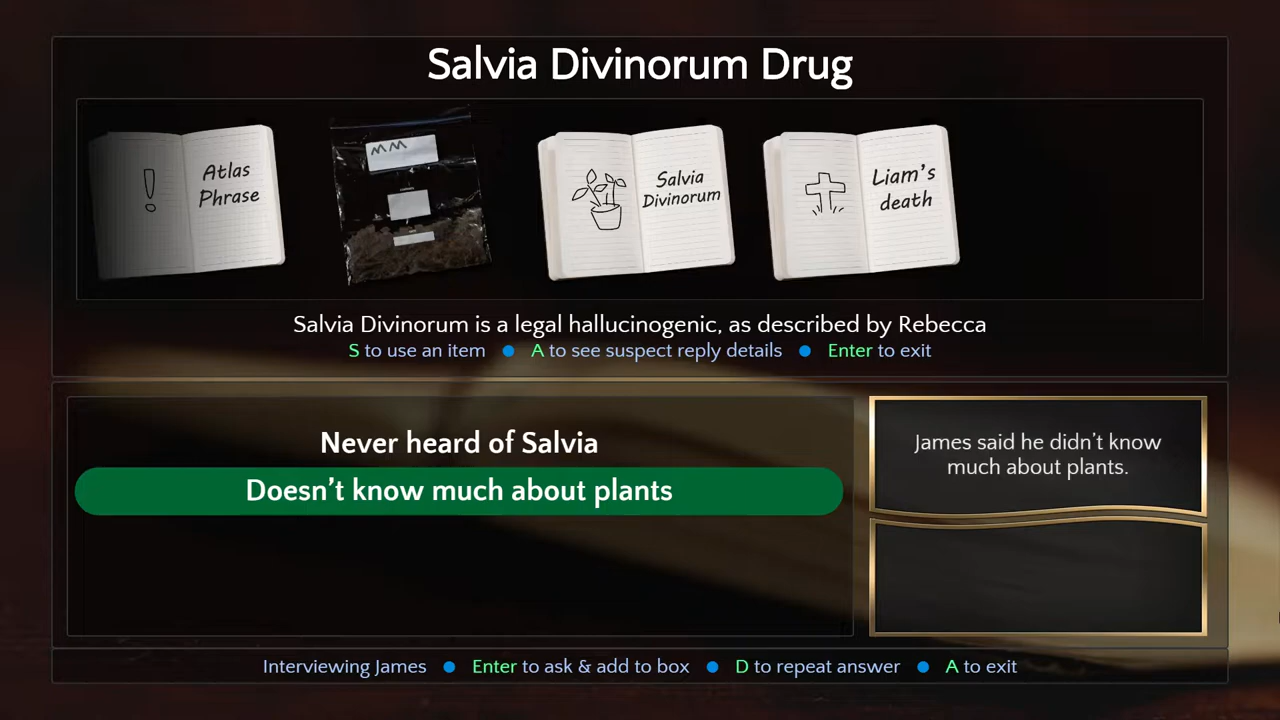 Salvia Divinorum Drug
Atlas
Phrase
MM
Salvia
Divinorum
Liam's
death
Salvia Divinorum is a legal hallucinogenic, as described by Rebecca
S to use an item ● A to see suspect reply details ● Enter to exit
Never heard of Salvia
Doesn't know much about plants
James said he didn't know
much about plants.
Interviewing James ● Enter to ask & add to box ● D to repeat answer ● A to exit